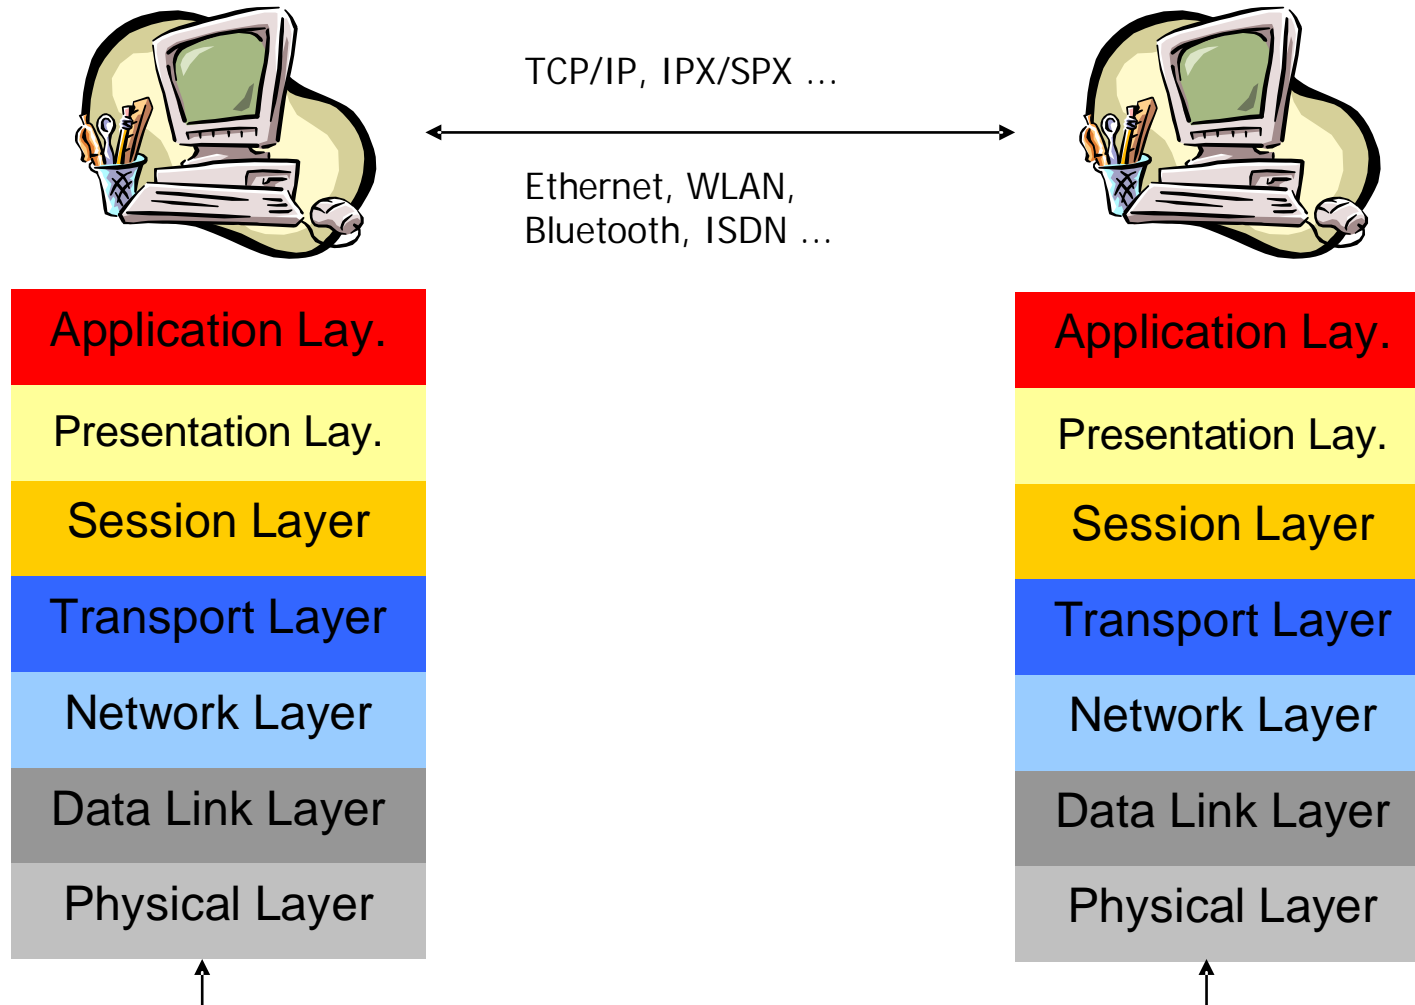 TCP/IP, IPX/SPX ...
Ethernet, WLAN,
Bluetooth, ISDN ...
Application Lay.
Presentation Lay.
Session Layer
Transport Layer
Network Layer
Data Link Layer
Physical Layer
Application Lay.
Presentation Lay.
Session Layer
Transport Layer
Network Layer
Data Link Layer
Physical Layer